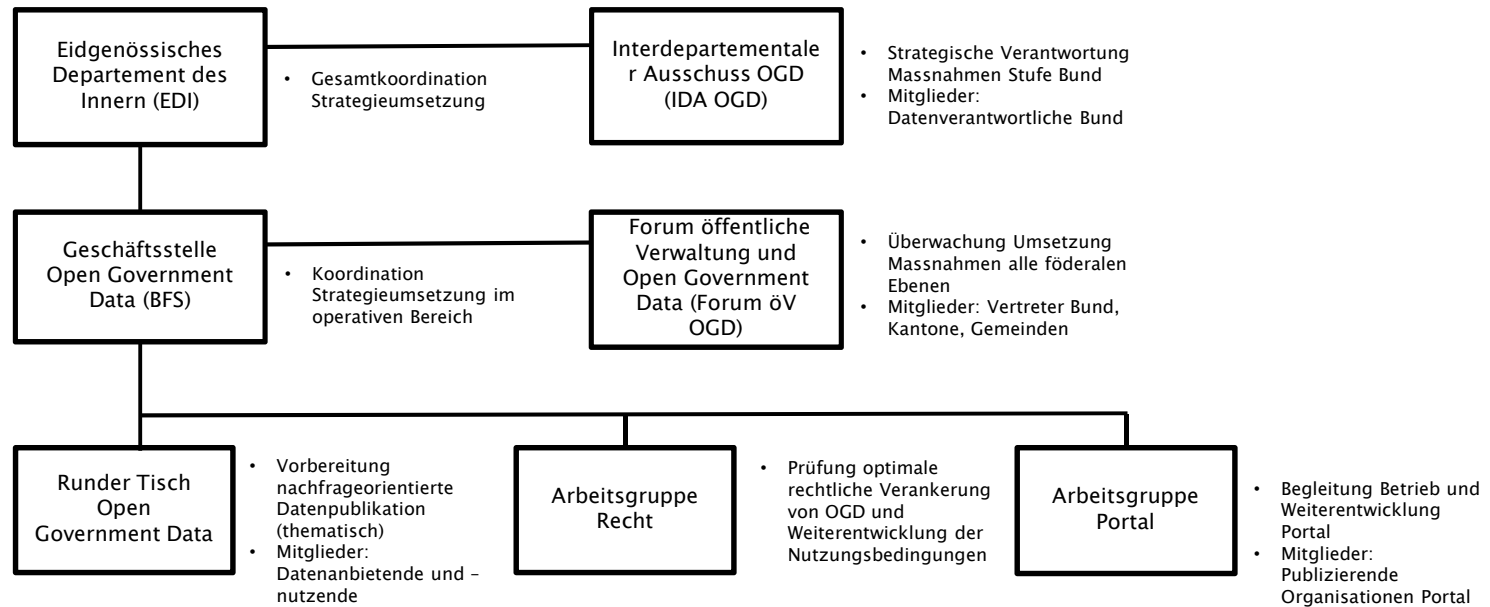 Eidgenössisches
Departement des
Innern (EDI)
• Gesamtkoordination
Strategieumsetzung
Interdepartementale
r Ausschuss OGD
(IDA OGD)
• Strategische Verantwortung
Massnahmen Stufe Bund
• Mitglieder:
Datenverantwortliche Bund
Geschäftsstelle
Open Government
Data (BFS)
• Koordination
Strategieumsetzung im
operativen Bereich
Forum öffentliche
Verwaltung und
Open Government
Data (Forum öV
OGD)
• Überwachung Umsetzung
Massnahmen alle föderalen
Ebenen
• Mitglieder: Vertreter Bund,
Kantone, Gemeinden
Runder Tisch
Open
Government Data
• Vorbereitung
nachfrageorientierte
Datenpublikation
(thematisch)
• Mitglieder:
Datenanbietende und –
nutzende
Arbeitsgruppe
Recht
• Prüfung optimale
rechtliche Verankerung
von OGD und
Weiterentwicklung der
Nutzungsbedingungen
Arbeitsgruppe
Portal
• Begleitung Betrieb und
Weiterentwicklung
Portal
• Mitglieder:
Publizierende
Organisationen Portal